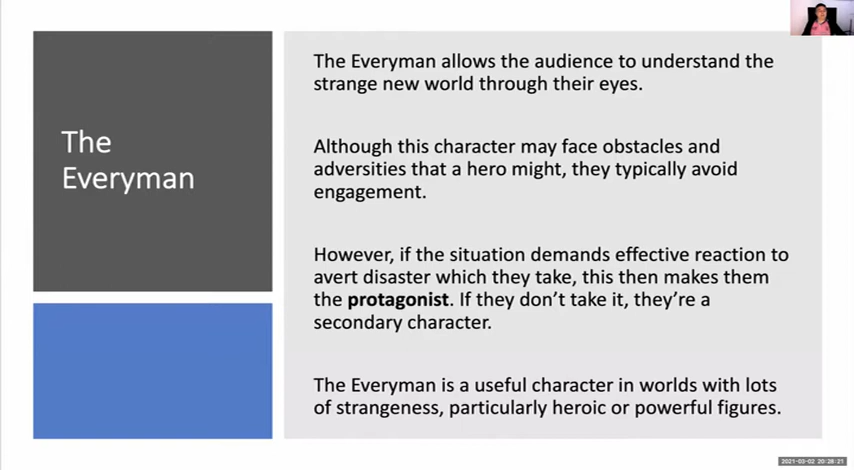 The
Everyman
The Everyman allows the audience to understand the
strange new world through their eyes.
Although this character may face obstacles and
adversities that a hero might, they typically avoid
engagement.
However, if the situation demands effective reaction to
avert disaster which they take, this then makes them
the protagonist. If they don’t take it, they’re a
secondary character.
The Everyman is a useful character in worlds with lots
of strangeness, particularly heroic or powerful figures.
2021-03-02 20:38:21